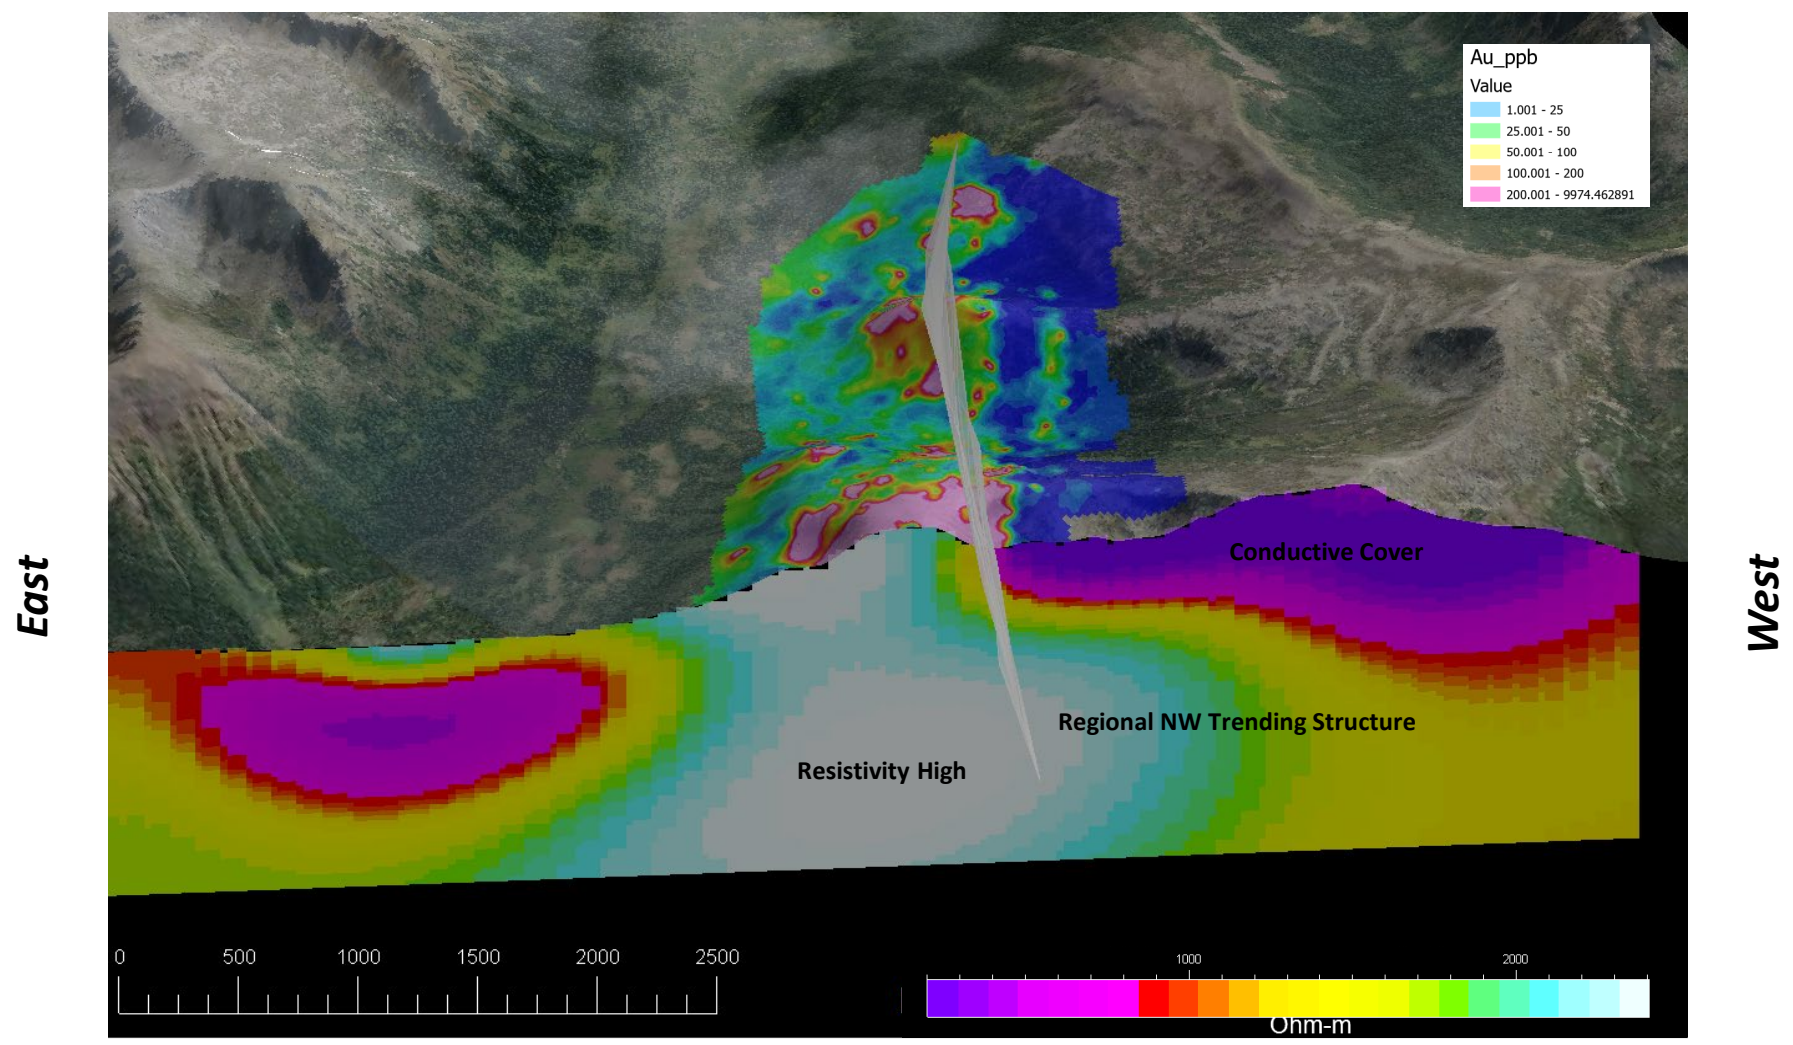 Au_ppb
Value
1.001 - 25
25.001 - 50
50.001 - 100
100.001 - 200
200.001 - 9974.462891
East
West
Conductive Cover
Regional NW Trending Structure
Resistivity High
0 500 1000 1500 2000 2500
1000 2000
Ohm-m